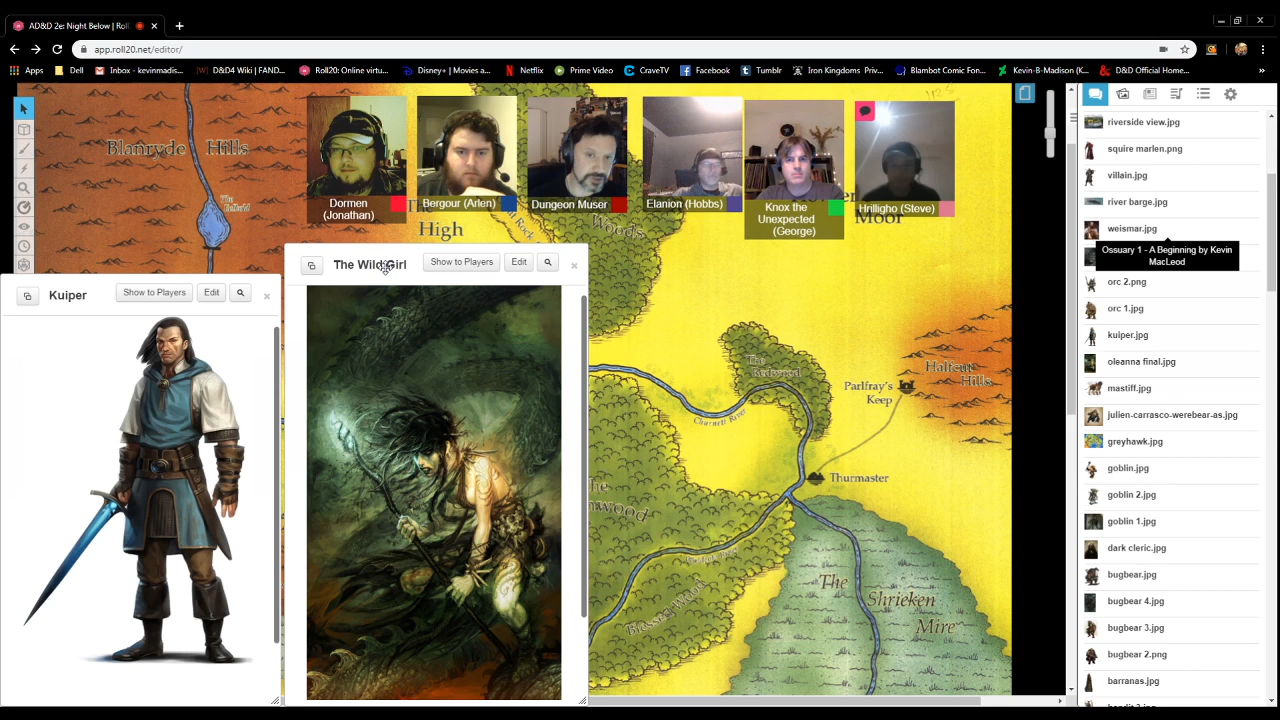 AD&D 2e: Night Below | Roll
app.roll20.net/editor/
Apps
Dell
Inbox - kevinmadis...
D&D4 Wiki | FAND...
Roll20: Online virtu...
Disney+ | Movies a...
Netflix
Prime Video
CraveTV
Facebook
Tumblr
Iron Kingdoms Priv...
Blambot Comic Fon...
Kevin-B-Madison (K...
D&D Official Home...
Blanryde Hills
The High
Woods
Moor
Dormen (Jonathan)
Bergour (Arlen)
Dungeon Muser
Elanion (Hobbs)
Knox the Unexpected (George)
Hrilligho (Steve)
Kuiper
Show to Players
Edit
The Wild Girl
Show to Players
Edit
The Redwood
Churnett River
Parlfray's Keep
Halfcut Hills
Thurmaster
Blessed Wood
The Shrieken Mire
riverside view.jpg
squire marlen.png
villain.jpg
river barge.jpg
weismar.jpg
Ossuary 1 - A Beginning by Kevin
MacLeod
orc 2.png
orc 1.jpg
kuiper.jpg
oleanna final.jpg
mastiff.jpg
julien-carrasco-werebear-as.jpg
greyhawk.jpg
goblin.jpg
goblin 2.jpg
goblin 1.jpg
dark cleric.jpg
bugbear.jpg
bugbear 4.jpg
bugbear 3.jpg
bugbear 2.png
barranas.jpg